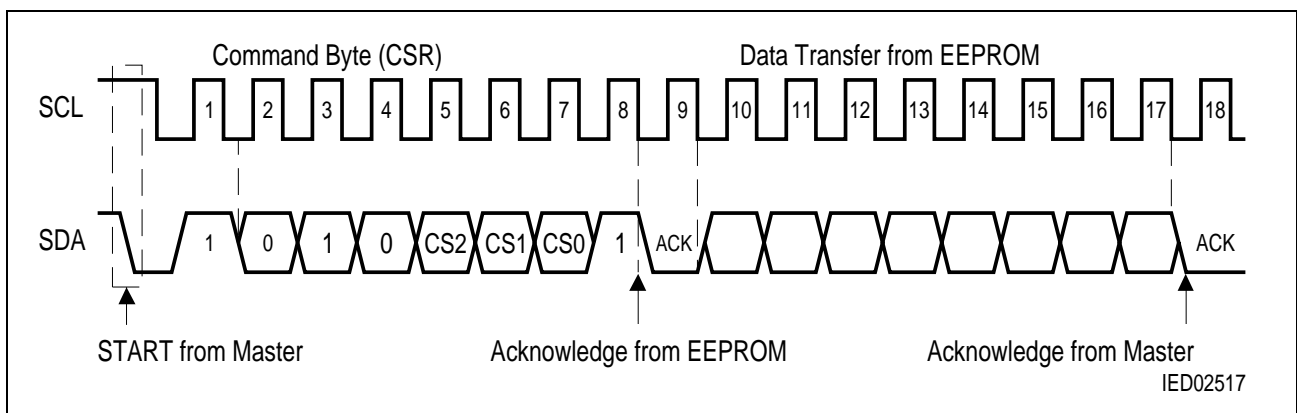 Command Byte (CSR) Data Transfer from EEPROM
SCL 1 2 3 4 5 6 7 8 9 10 11 12 13 14 15 16 17 18
SDA 1 0 1 0 CS2 CS1 CS0 1 ACK ACK
START from Master Acknowledge from EEPROM Acknowledge from Master
IED02517